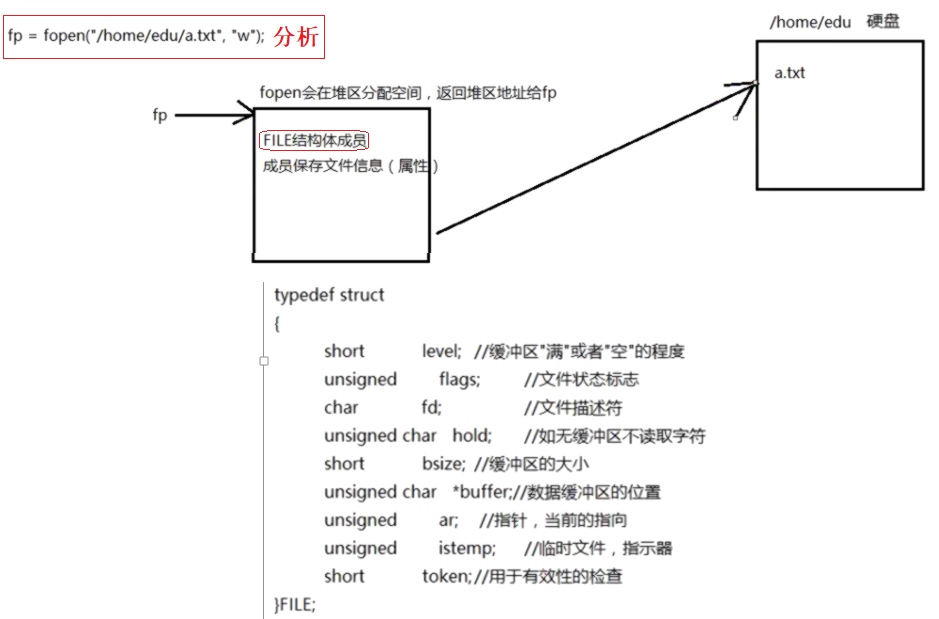 fp = fopen("/home/edu/a.txt", "w"); 分析
/home/edu 硬盘
a.txt
fopen会在堆区分配空间，返回堆区地址给fp
fp
FILE结构体成员
成员保存文件信息（属性）
typedef struct
{
short level; //缓冲区"满"或者"空"的程度
unsigned flags; //文件状态标志
char fd; //文件描述符
unsigned char hold; //如无缓冲区不读取字符
short bsize; //缓冲区的大小
unsigned char *buffer;//数据缓冲区的位置
unsigned ar; //指针，当前的指向
unsigned istemp; //临时文件，指示器
short token;//用于有效性的检查
}FILE;